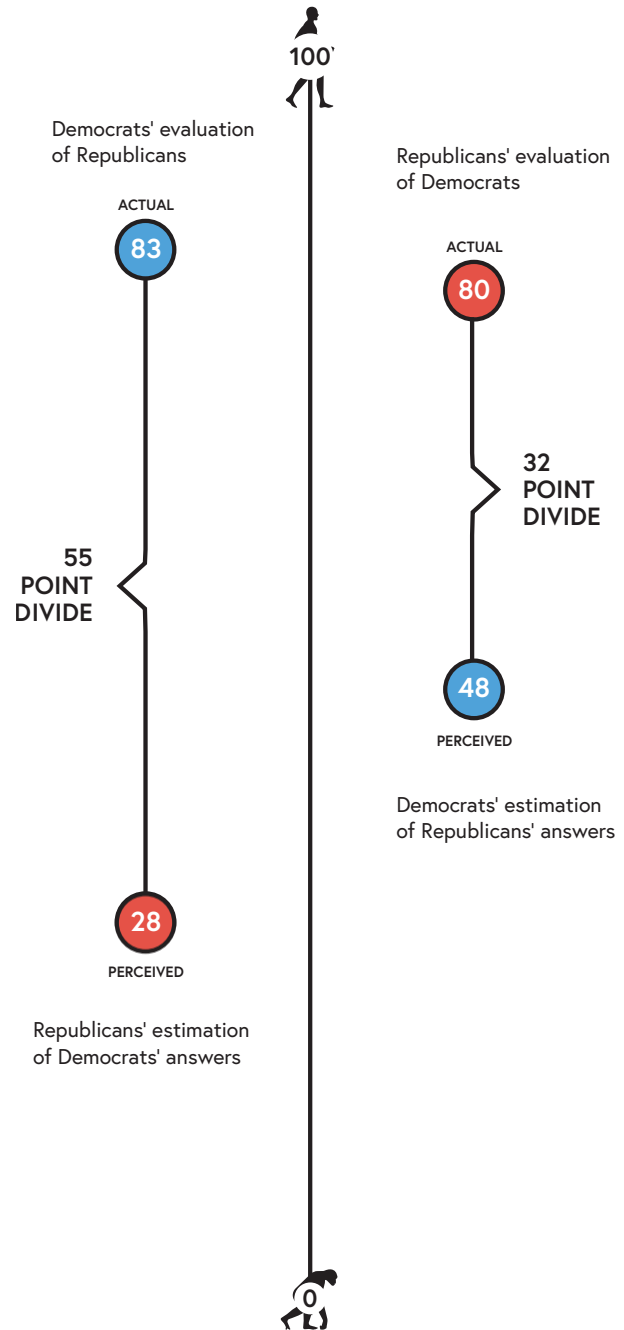 100
Democrats' evaluation
of Republicans
ACTUAL
83
55
POINT
DIVIDE
28
PERCEIVED
Republicans' estimation
of Democrats' answers
Republicans' evaluation
of Democrats
ACTUAL
80
32
POINT
DIVIDE
48
PERCEIVED
Democrats' estimation
of Republicans' answers
0